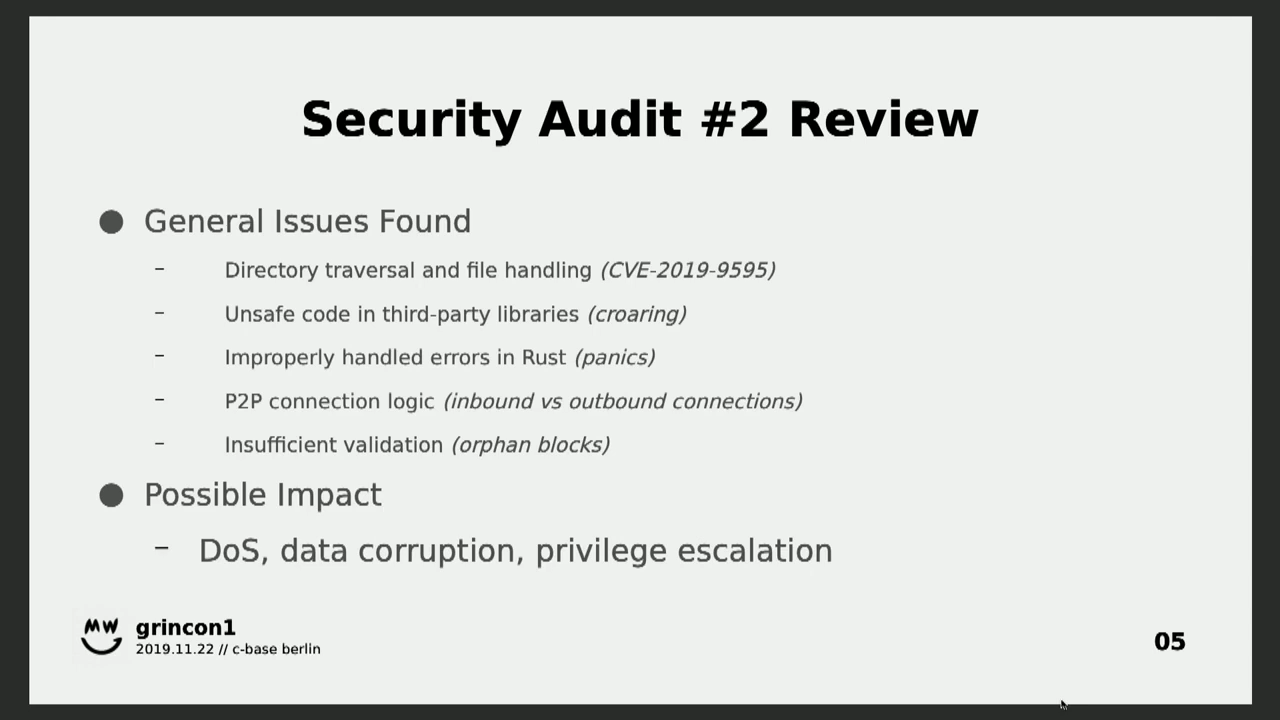 Security Audit #2 Review
● General Issues Found
– Directory traversal and file handling (CVE-2019-9595)
– Unsafe code in third-party libraries (croaring)
– Improperly handled errors in Rust (panics)
– P2P connection logic (inbound vs outbound connections)
– Insufficient validation (orphan blocks)
● Possible Impact
– DoS, data corruption, privilege escalation
MW
grincon1
2019.11.22 // c-base berlin
05